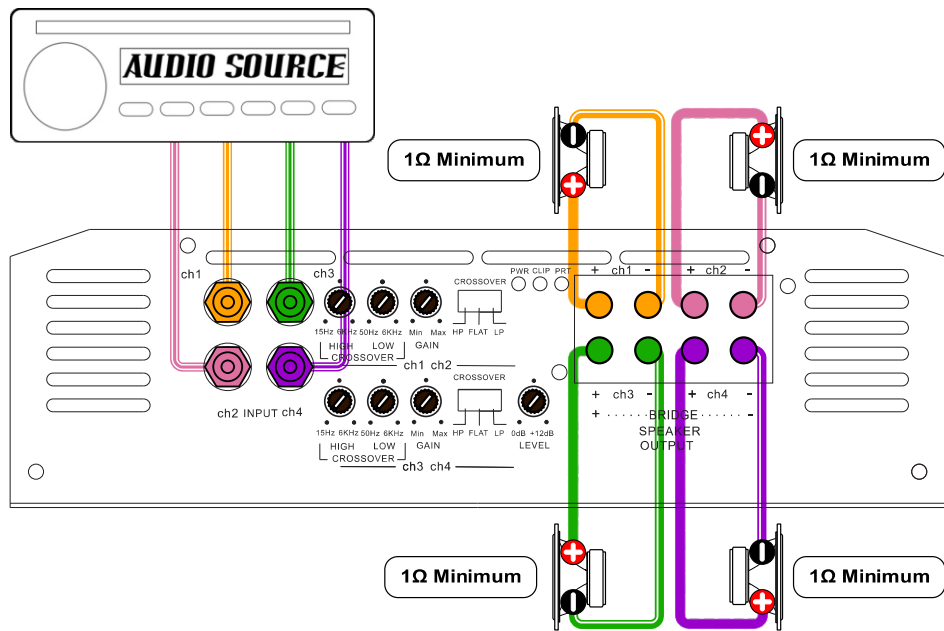 AUDIO SOURCE
1Ω Minimum
1Ω Minimum
ch1
ch3
PWR CLIP PRT
CROSSOVER
15Hz 6KHz 50Hz 6KHz Min Max HP FLAT LP
HIGH LOW GAIN
CROSSOVER
ch1 ch2
+ ch1 - + ch2 -
CROSSOVER
ch2 INPUT ch4
15Hz 6KHz 50Hz 6KHz Min Max HP FLAT LP 0dB +12dB
HIGH LOW GAIN LEVEL
CROSSOVER
ch3 ch4
+ ch3 - + ch4 -
+ ······ BRIDGE ······ -
SPEAKER
OUTPUT
1Ω Minimum
1Ω Minimum